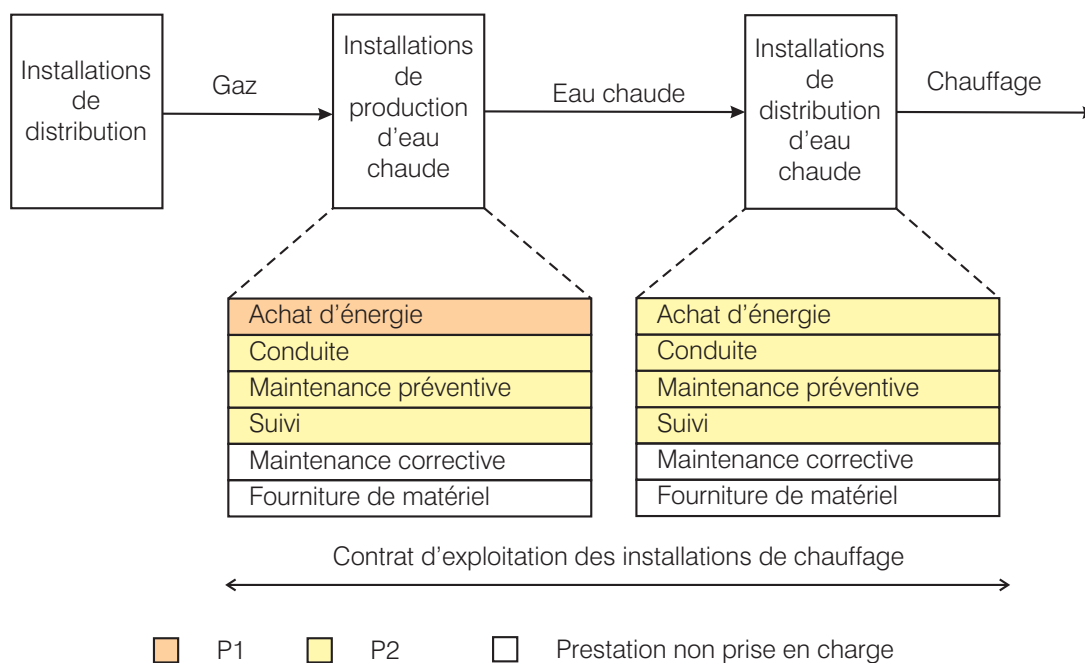 Installations
de
distribution
Gaz
Installations
de
production
d'eau
chaude
Eau chaude
Installations
de
distribution
d'eau
chaude
Chauffage
Achat d'énergie
Conduite
Maintenance préventive
Suivi
Maintenance corrective
Fourniture de matériel
Achat d'énergie
Conduite
Maintenance préventive
Suivi
Maintenance corrective
Fourniture de matériel
Contrat d'exploitation des installations de chauffage
P1
P2
Prestation non prise en charge